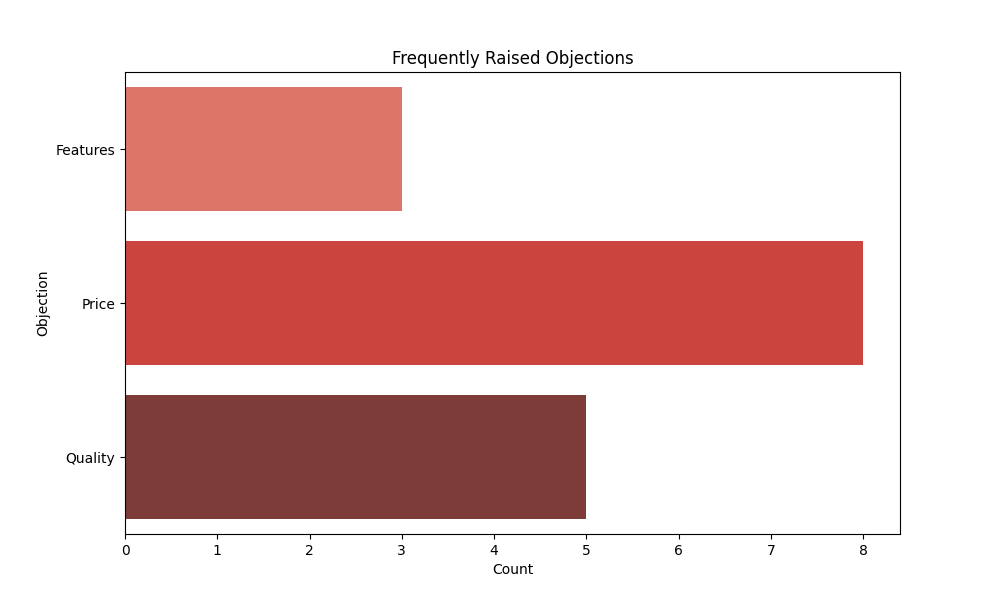 Frequently Raised Objections
Features
Price
Quality
Objection
0 1 2 3 4 5 6 7 8
Count